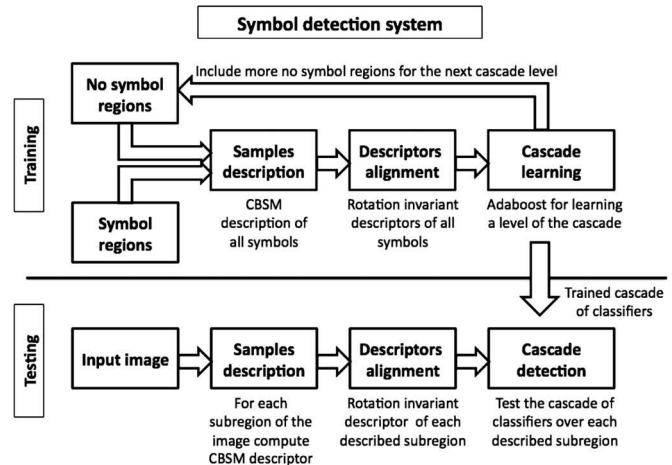 Symbol detection system
Include more no symbol regions for the next cascade level
No symbol
regions
Training
Samples
description
Descriptors
alignment
Cascade
learning
Symbol
regions
CBSM
description of
all symbols
Rotation invariant
descriptors of all
symbols
Adaboost for learning
a level of the cascade
Trained cascade
of classifiers
Testing
Input image
Samples
description
Descriptors
alignment
Cascade
detection
For each
subregion of the
image compute
CBSM descriptor
Rotation invariant
descriptor of each
described subregion
Test the cascade of
classifiers over each
described subregion